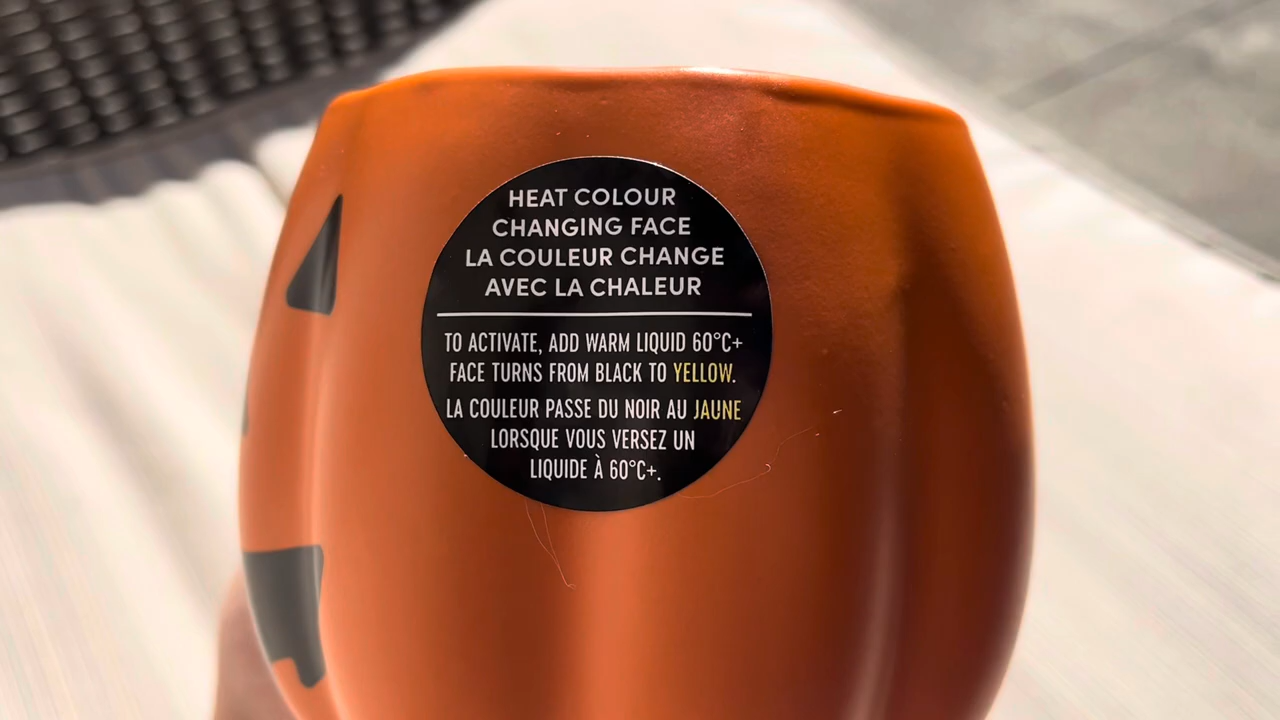 HEAT COLOUR
CHANGING FACE
LA COULEUR CHANGE
AVEC LA CHALEUR
TO ACTIVATE, ADD WARM LIQUID 60°C+
FACE TURNS FROM BLACK TO YELLOW.
LA COULEUR PASSE DU NOIR AU JAUNE
LORSQUE VOUS VERSEZ UN
LIQUIDE À 60°C+.